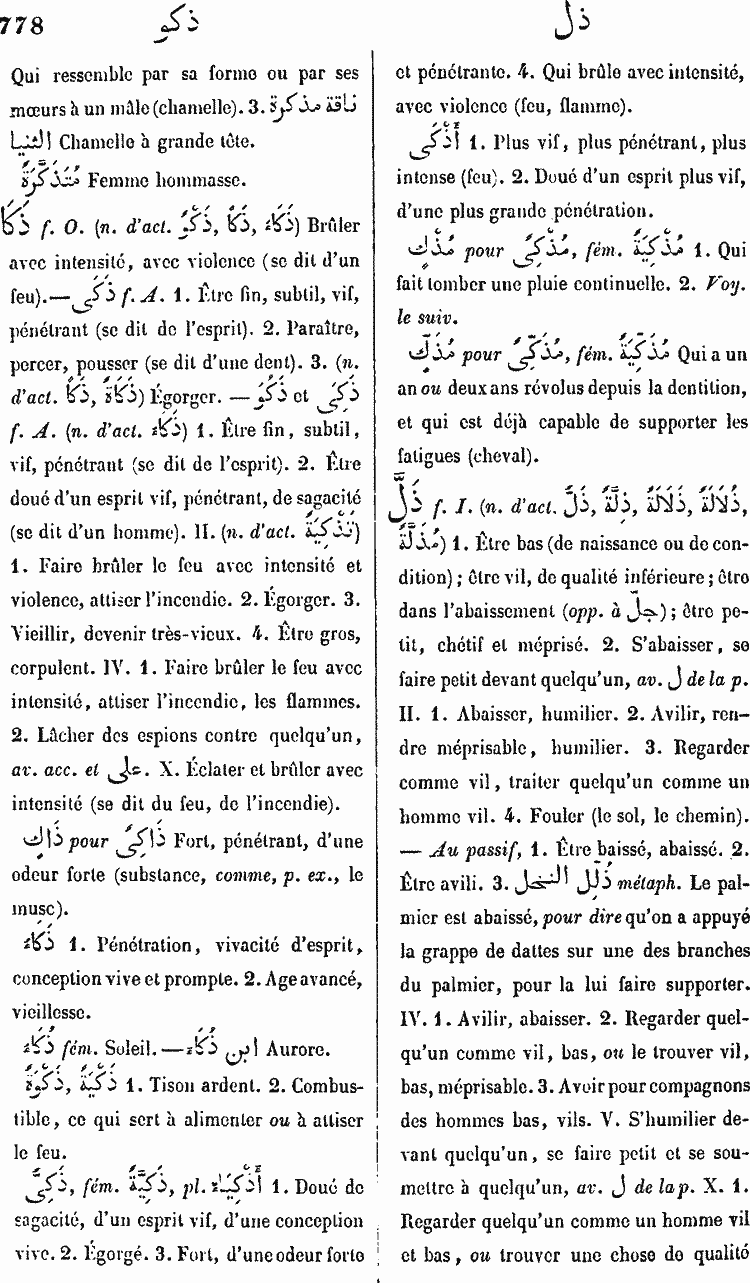 778
ذكو
ذل
Qui ressemble par sa forme ou par ses
mœurs à un mâle (chamelle). 3. ناقة مذكرة
الثنيا Chamelle à grande tête.
مُتَذَكِّرَةٌ Femme hommasse.
ذَكَا f. O. (n. d'act. ذُكُوٌّ, ذَكًا, ذَكَاءٌ) Brûler
avec intensité, avec violence (se dit d'un
feu).—ذَكَى f. A. 1. Être fin, subtil, vif,
pénétrant (se dit de l'esprit). 2. Paraître,
percer, pousser (se dit d'une dent). 3. (n.
d'act. ذَكًا, ذَكَاةٌ) Égorger. — ذَكُوَ et ذَكِىَ
f. A. (n. d'act. ذَكَاءٌ) 1. Être fin, subtil,
vif, pénétrant (se dit de l'esprit). 2. Être
doué d'un esprit vif, pénétrant, de sagacité
(se dit d'un homme). II. (n. d'act. تَذْكِيَةٌ)
1. Faire brûler le feu avec intensité et
violence, attiser l'incendie. 2. Égorger. 3.
Vieillir, devenir très-vieux. 4. Être gros,
corpulent. IV. 1. Faire brûler le feu avec
intensité, attiser l'incendie, les flammes.
2. Lâcher des espions contre quelqu'un,
av. acc. et على. X. Éclater et brûler avec
intensité (se dit du feu, de l'incendie).
ذَاكٍ pour ذَاكِىٌ Fort, pénétrant, d'une
odeur forte (substance, comme, p. ex., le
musc).
ذَكَاءٌ 1. Pénétration, vivacité d'esprit,
conception vive et prompte. 2. Age avancé,
vieillesse.
ذُكَاءٌ fém. Soleil. — ابن ذُكَاءٌ Aurore.
ذُكْوَةٌ, ذُكْيَةٌ 1. Tison ardent. 2. Combus-
tible, ce qui sert à alimenter ou à attiser
le feu.
ذَكِىٌّ, fém. ذَكِيَّةٌ, pl. أَذْكِيَاءُ 1. Doué de
sagacité, d'un esprit vif, d'une conception
vive. 2. Égorgé. 3. Fort, d'une odeur forte
et pénétrante. 4. Qui brûle avec intensité,
avec violence (feu, flamme).
أَذْكَى 1. Plus vif, plus pénétrant, plus
intense (feu). 2. Doué d'un esprit plus vif,
d'une plus grande pénétration.
مُذْكٍ pour مُذْكِىٌ, fém. مُذْكِيَةٌ 1. Qui
fait tomber une pluie continuelle. 2. Voy.
le suiv.
مُذَكٍّ pour مُذَكِّىٌ, fém. مُذَكِّيَةٌ Qui a un
an ou deux ans révolus depuis la dentition,
et qui est déjà capable de supporter les
fatigues (cheval).
ذَلَّ f. I. (n. d'act. ذُلٌّ, ذِلَّةٌ, ذَلَالَةٌ, ذُلَالَةٌ,
مَذَلَّةٌ) 1. Être bas (de naissance ou de con-
dition); être vil, de qualité inférieure; être
dans l'abaissement (opp. à جلّ); être pe-
tit, chétif et méprisé. 2. S'abaisser, se
faire petit devant quelqu'un, av. ل de la p.
II. 1. Abaisser, humilier. 2. Avilir, ren-
dre méprisable, humilier. 3. Regarder
comme vil, traiter quelqu'un comme un
homme vil. 4. Fouler (le sol, le chemin).
— Au passif, 1. Être baissé, abaissé. 2.
Être avili. 3. ذُلِّلَ النخل métaph. Le pal-
mier est abaissé, pour dire qu'on a appuyé
la grappe de dattes sur une des branches
du palmier, pour la lui faire supporter.
IV. 1. Avilir, abaisser. 2. Regarder quel-
qu'un comme vil, bas, ou le trouver vil,
bas, méprisable. 3. Avoir pour compagnons
des hommes bas, vils. V. S'humilier de-
vant quelqu'un, se faire petit et se sou-
mettre à quelqu'un, av. ل de la p. X. 1.
Regarder quelqu'un comme un homme vil
et bas, ou trouver une chose de qualité